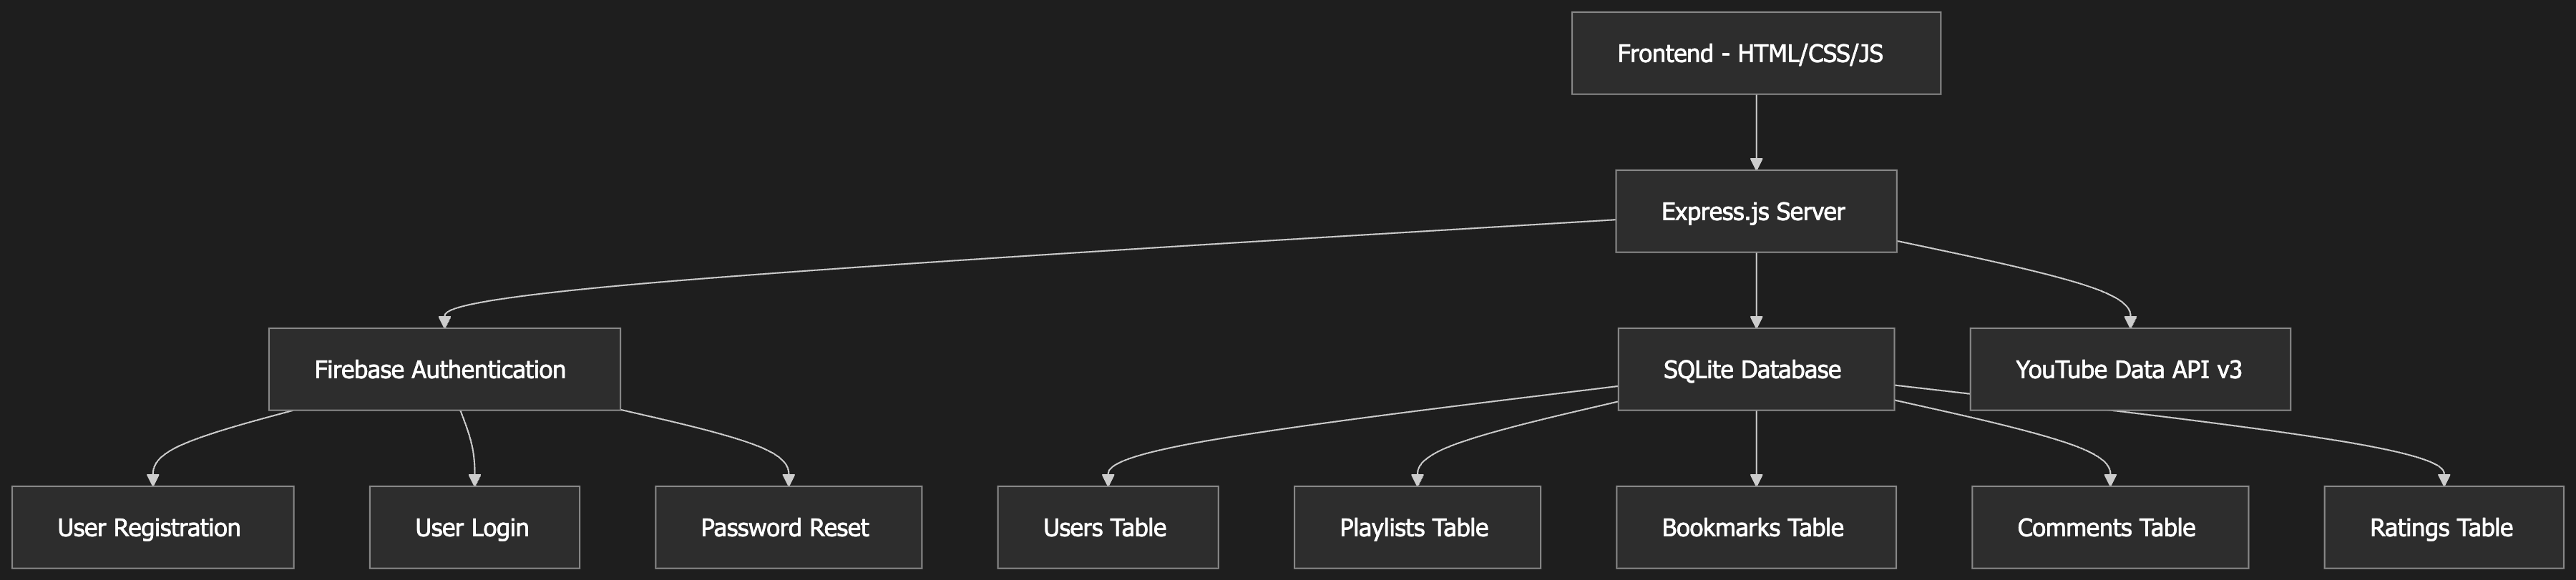 Frontend - HTML/CSS/JS
Express.js Server
Firebase Authentication
SQLite Database
YouTube Data API v3
User Registration
User Login
Password Reset
Users Table
Playlists Table
Bookmarks Table
Comments Table
Ratings Table